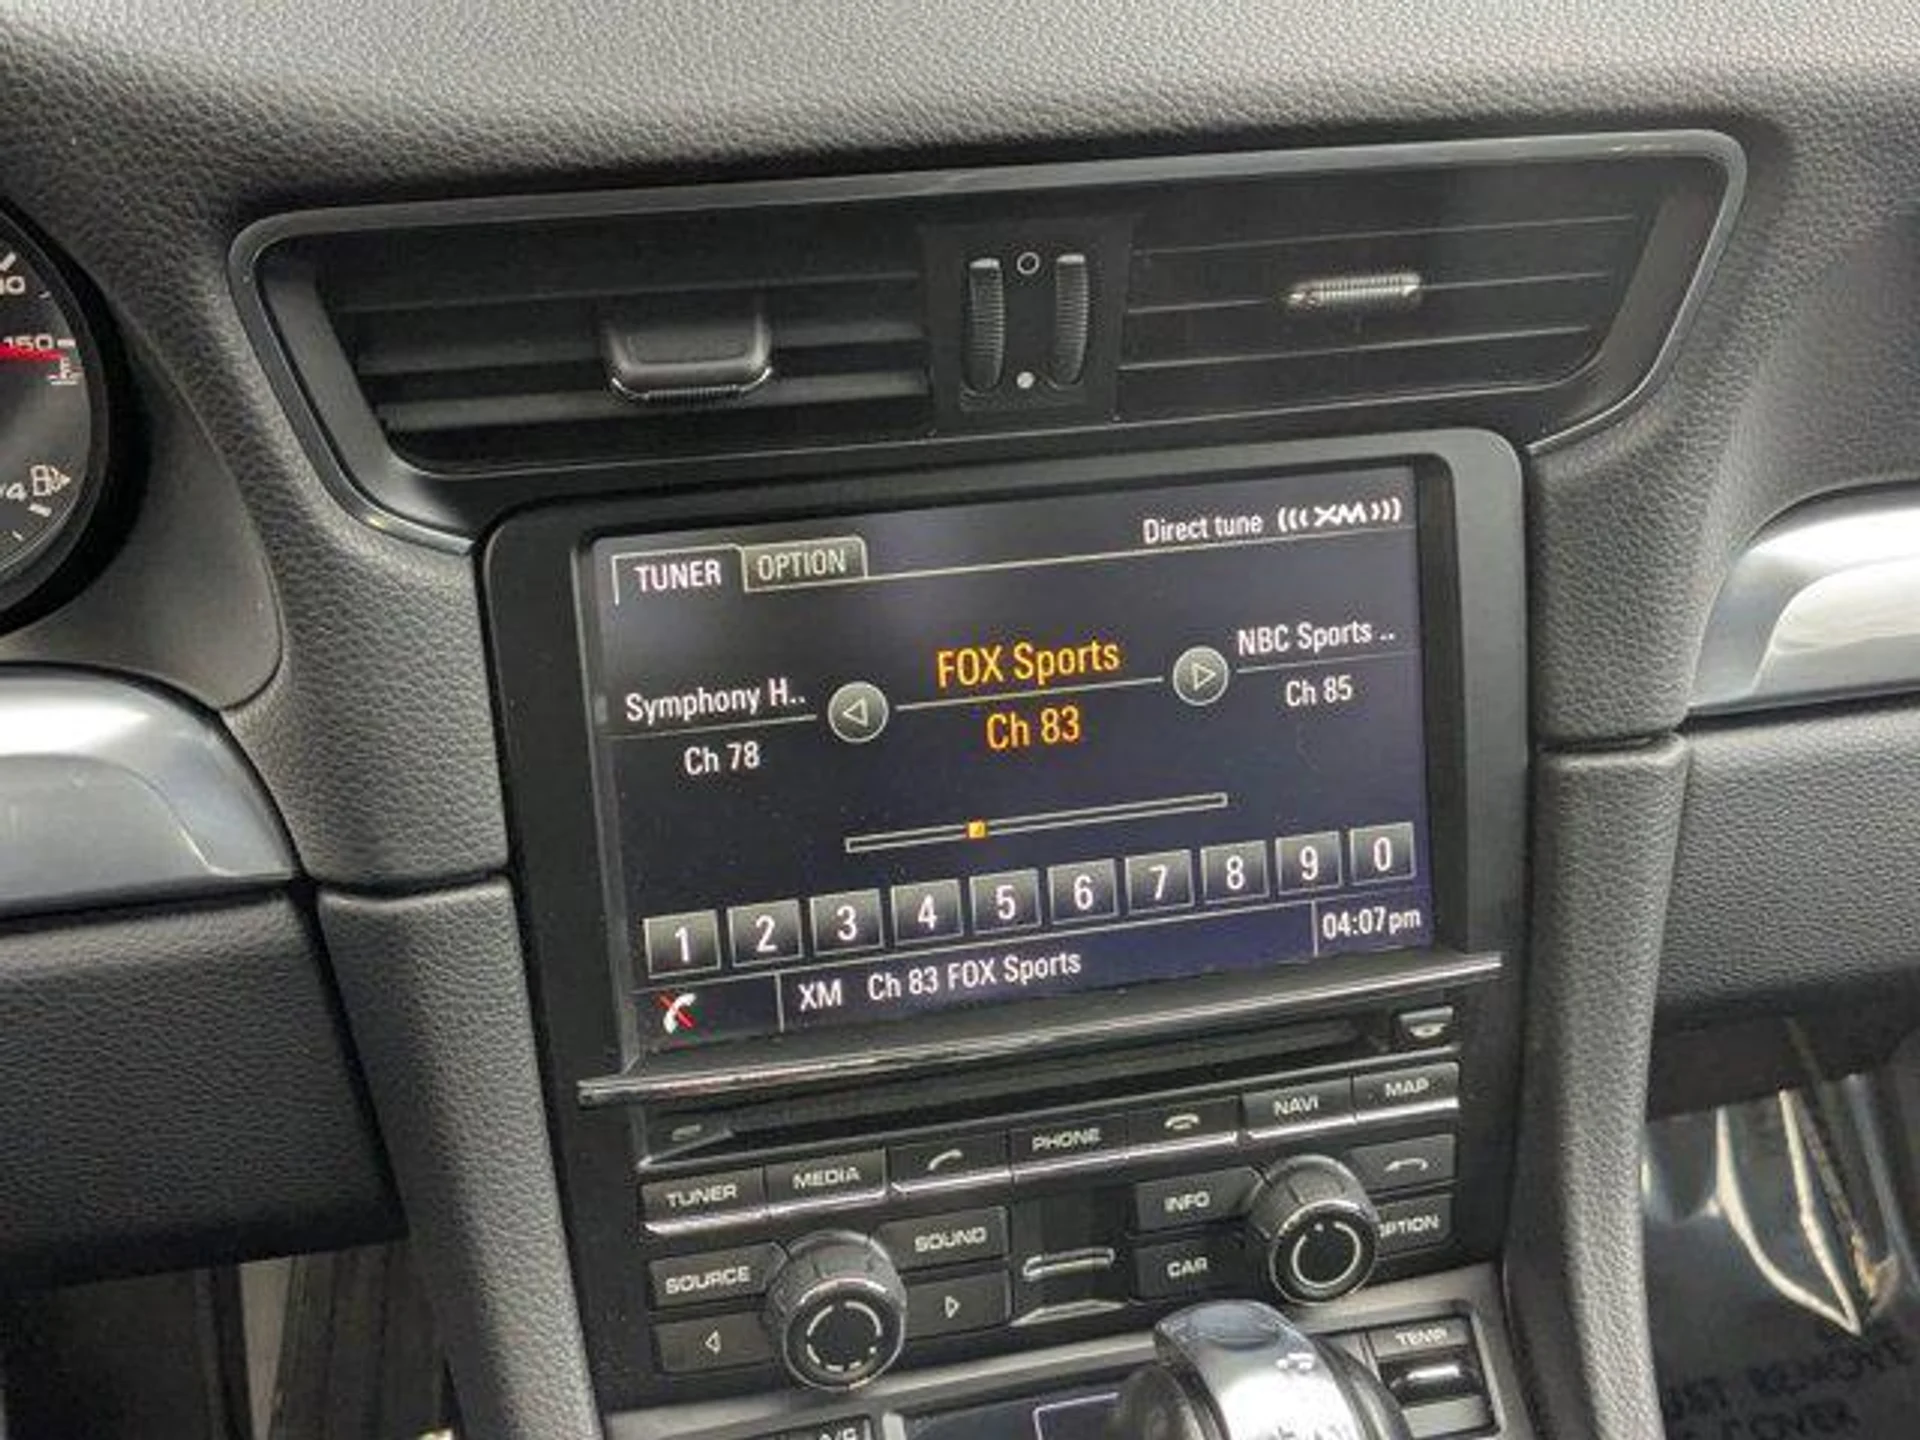 150
Direct tune (((XM)))
TUNER OPTION
FOX Sports
NBC Sports ..
Symphony H..
Ch 83
Ch 85
Ch 78
1 2 3 4 5 6 7 8 9 0
04:07pm
XM Ch 83 FOX Sports
MAP
NAVI
PHONE
MEDIA
TUNER
INFO
OPTION
SOUND
CAR
SOURCE
TEMP